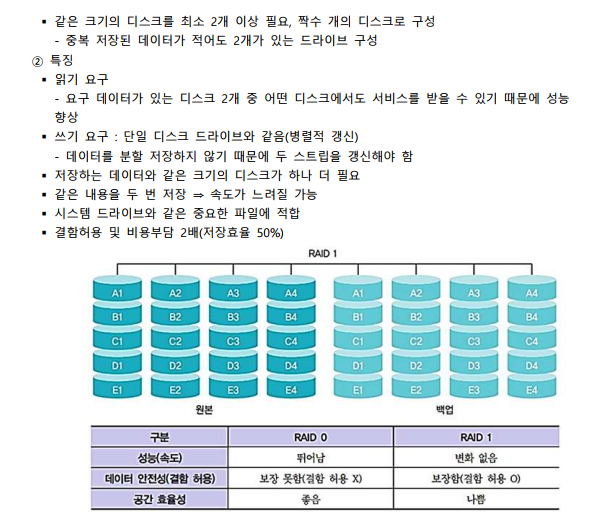 ▪ 같은 크기의 디스크를 최소 2개 이상 필요, 짝수 개의 디스크로 구성
- 중복 저장된 데이터가 적어도 2개가 있는 드라이브 구성
② 특징
▪ 읽기 요구
- 요구 데이터가 있는 디스크 2개 중 어떤 디스크에서도 서비스를 받을 수 있기 때문에 성능
향상
▪ 쓰기 요구 : 단일 디스크 드라이브와 같음(병렬적 갱신)
- 데이터를 분할 저장하지 않기 때문에 두 스트립을 갱신해야 함
▪ 저장하는 데이터와 같은 크기의 디스크가 하나 더 필요
▪ 같은 내용을 두 번 저장 ⇒ 속도가 느려질 가능
▪ 시스템 드라이브와 같은 중요한 파일에 적합
▪ 결함허용 및 비용부담 2배(저장효율 50%)
RAID 1
A1 A2 A3 A4 A1 A2 A3 A4
B1 B2 B3 B4 B1 B2 B3 B4
C1 C2 C3 C4 C1 C2 C3 C4
D1 D2 D3 D4 D1 D2 D3 D4
E1 E2 E3 E4 E1 E2 E3 E4
원본 백업
구분 RAID 0 RAID 1
성능(속도) 뛰어남 변화 없음
데이터 안전성(결함 허용) 보장 못함(결함 허용 X) 보장함(결함 허용 O)
공간 효율성 좋음 나쁨